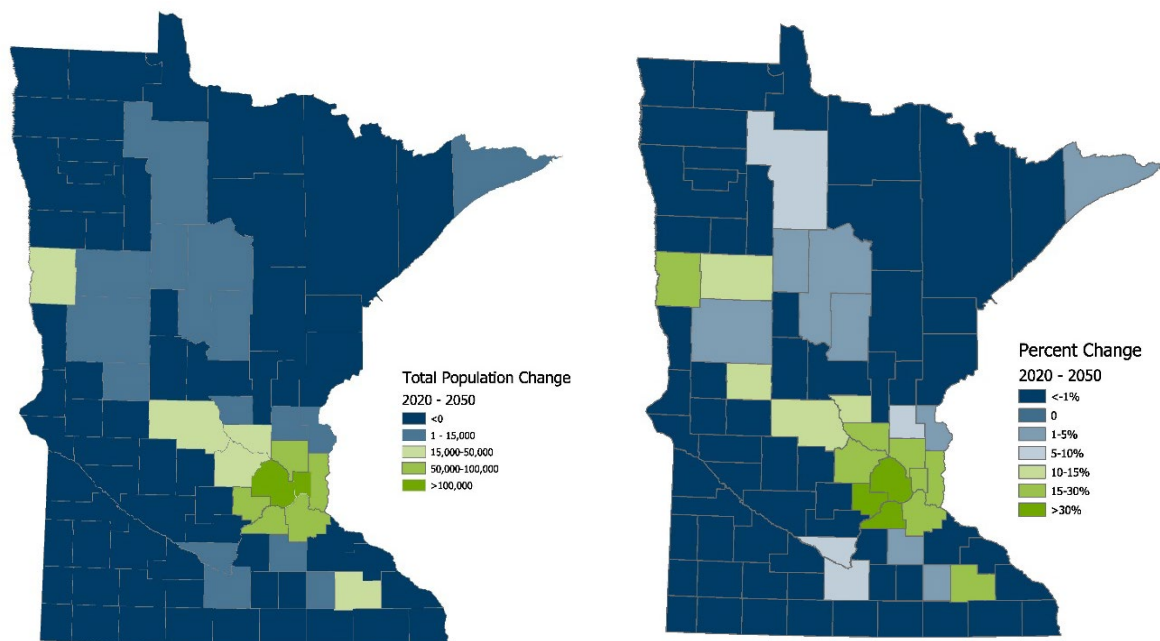 Total Population Change
2020 - 2050
<0
1 - 15,000
15,000-50,000
50,000-100,000
>100,000
Percent Change
2020 - 2050
<-1%
0
1-5%
5-10%
10-15%
15-30%
>30%